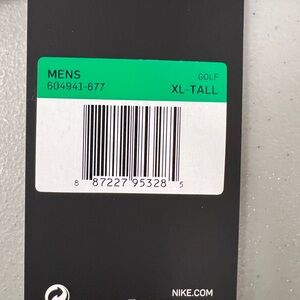 MENS GOLF
604941-677 XL-TALL
8 87227 95328 5
NIKE.COM